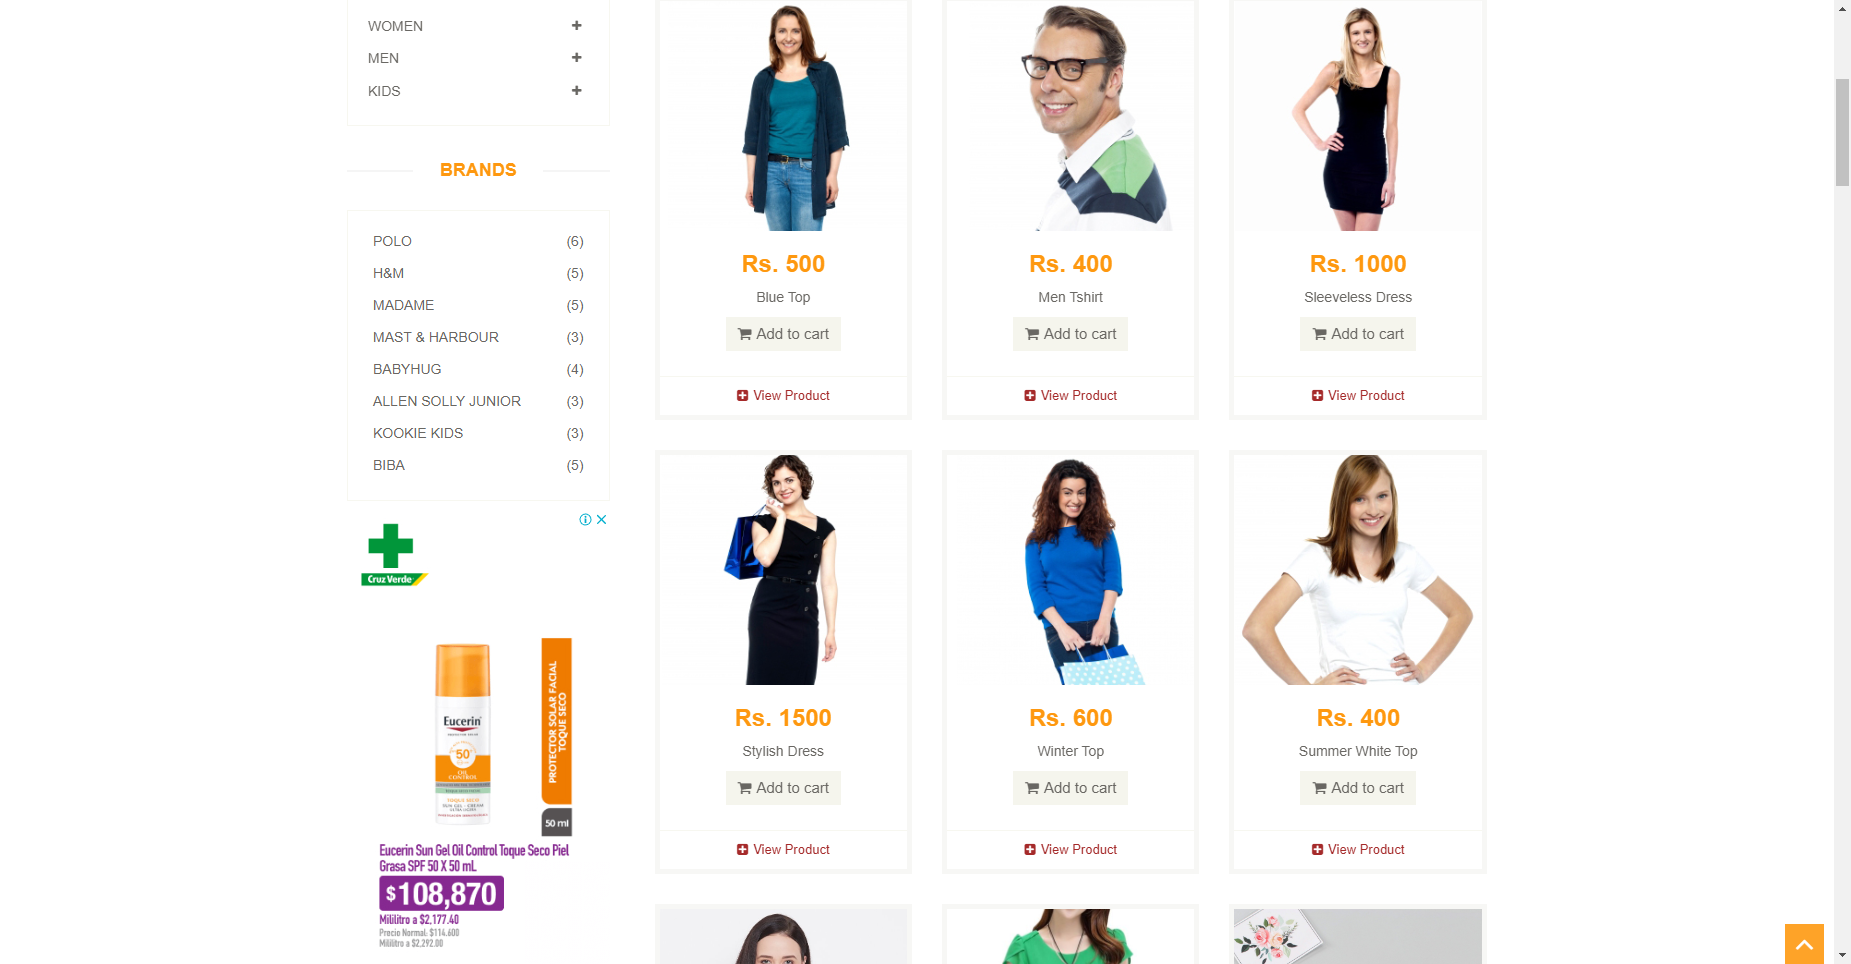 WOMEN
MEN
KIDS
BRANDS
POLO (6)
H&M (5)
MADAME (5)
MAST & HARBOUR (3)
BABYHUG (4)
ALLEN SOLLY JUNIOR (3)
KOOKIE KIDS (3)
BIBA (5)
Cruz Verde
Eucerin
50+
OIL CONTROL
PROTECTOR SOLAR FACIAL
TOQUE SECO
50 ml
Eucerin Sun Gel Oil Control Toque Seco Piel
Grasa SPF 50 X 50 mL
$108,870
Mililitro a $2,177.40
Precio Normal: $114.600
Mililitro a $2.292.00
Rs. 500
Blue Top
Add to cart
View Product
Rs. 400
Men Tshirt
Add to cart
View Product
Rs. 1000
Sleeveless Dress
Add to cart
View Product
Rs. 1500
Stylish Dress
Add to cart
View Product
Rs. 600
Winter Top
Add to cart
View Product
Rs. 400
Summer White Top
Add to cart
View Product